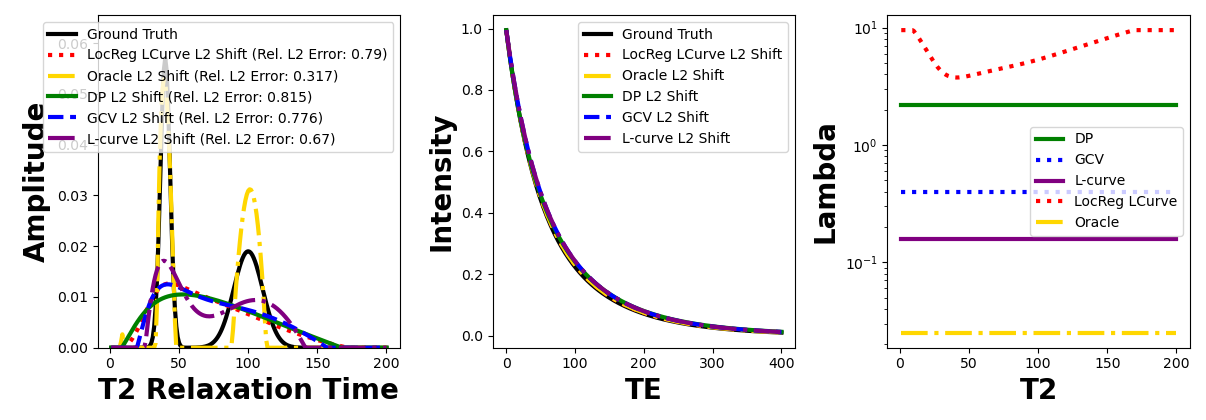 Ground Truth
LocReg LCurve L2 Shift (Rel. L2 Error: 0.79)
Oracle L2 Shift (Rel. L2 Error: 0.317)
DP L2 Shift (Rel. L2 Error: 0.815)
GCV L2 Shift (Rel. L2 Error: 0.776)
L-curve L2 Shift (Rel. L2 Error: 0.67)
Amplitude
0.06
0.05
0.04
0.03
0.02
0.01
0.00
0 50 100 150 200
T2 Relaxation Time
Ground Truth
LocReg LCurve L2 Shift
Oracle L2 Shift
DP L2 Shift
GCV L2 Shift
L-curve L2 Shift
Intensity
1.0
0.8
0.6
0.4
0.2
0.0
0 100 200 300 400
TE
DP
GCV
L-curve
LocReg LCurve
Oracle
Lambda
10¹
10⁰
10⁻¹
0 50 100 150 200
T2